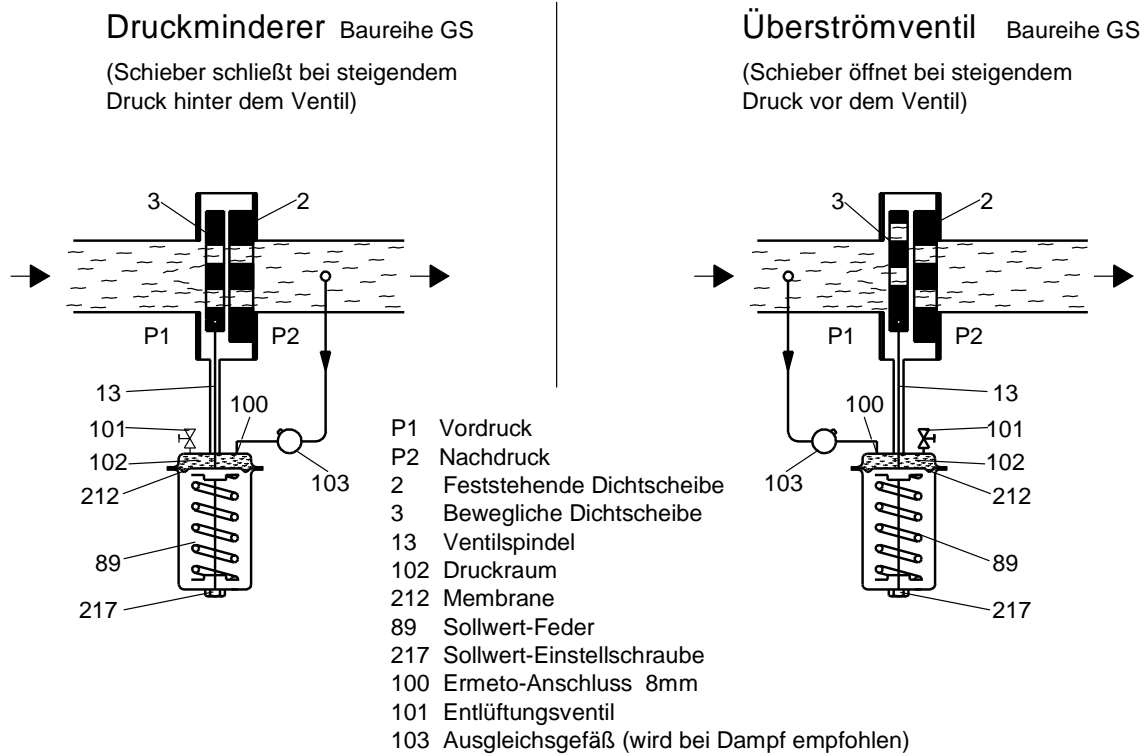 Druckminderer Baureihe GS
(Schieber schließt bei steigendem
Druck hinter dem Ventil)
3
2
P1
P2
13
100
101
102
212
103
89
217
Überströmventil Baureihe GS
(Schieber öffnet bei steigendem
Druck vor dem Ventil)
3
2
P1
P2
13
100
101
102
103
212
89
217
P1 Vordruck
P2 Nachdruck
2 Feststehende Dichtscheibe
3 Bewegliche Dichtscheibe
13 Ventilspindel
102 Druckraum
212 Membrane
89 Sollwert-Feder
217 Sollwert-Einstellschraube
100 Ermeto-Anschluss 8mm
101 Entlüftungsventil
103 Ausgleichsgefäß (wird bei Dampf empfohlen)